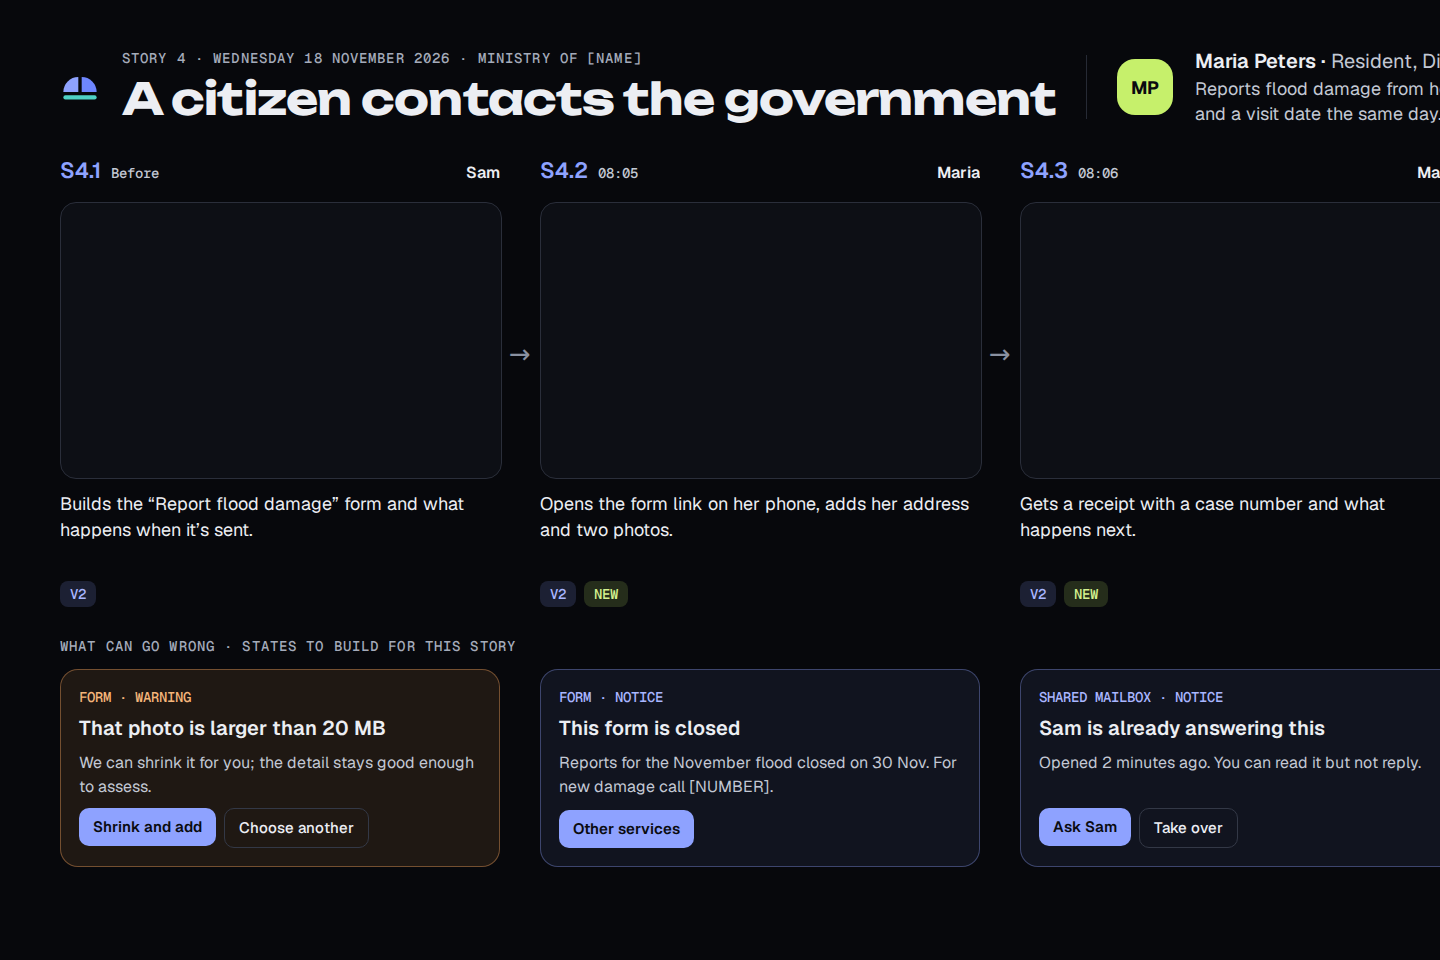 STORY 4 · WEDNESDAY 18 NOVEMBER 2026 · MINISTRY OF [NAME]
A citizen contacts the government
MP
Maria Peters · Resident,
Reports flood damage from
and a visit date the same day.
S4.1 Before Sam
S4.2 08:05 Maria
S4.3 08:06
→
→
Builds the “Report flood damage” form and what
happens when it’s sent.
V2
Opens the form link on her phone, adds her address
and two photos.
V2 NEW
Gets a receipt with a case number and what
happens next.
V2 NEW
WHAT CAN GO WRONG · STATES TO BUILD FOR THIS STORY
FORM · WARNING
That photo is larger than 20 MB
We can shrink it for you; the detail stays good enough
to assess.
Shrink and add Choose another
FORM · NOTICE
This form is closed
Reports for the November flood closed on 30 Nov. For
new damage call [NUMBER].
Other services
SHARED MAILBOX · NOTICE
Sam is already answering this
Opened 2 minutes ago. You can read it but not reply.
Ask Sam Take over